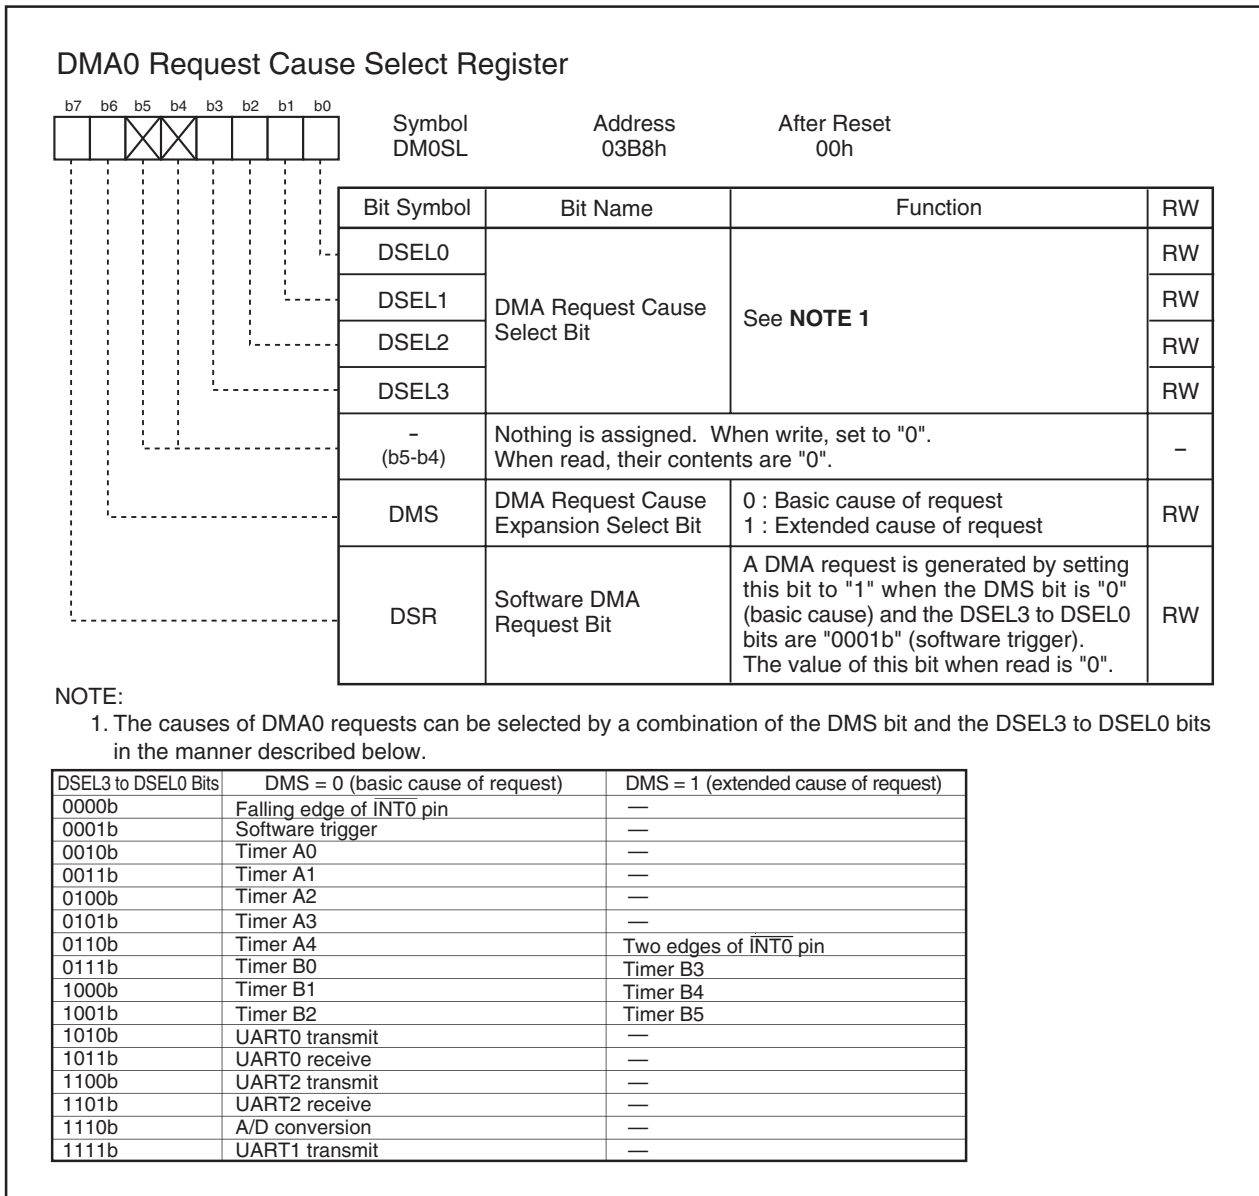 DMA0 Request Cause Select Register
b7 b6 b5 b4 b3 b2 b1 b0
Symbol Address After Reset
DM0SL 03B8h 00h
Bit Symbol Bit Name Function RW
DSEL0 RW
DSEL1 RW
DSEL2 RW
DSEL3 RW
DMA Request Cause
Select Bit
See NOTE 1
–
(b5-b4)
Nothing is assigned. When write, set to "0".
When read, their contents are "0".
–
DMS
DMA Request Cause
Expansion Select Bit
0 : Basic cause of request
1 : Extended cause of request
RW
DSR
Software DMA
Request Bit
A DMA request is generated by setting
this bit to "1" when the DMS bit is "0"
(basic cause) and the DSEL3 to DSEL0
bits are "0001b" (software trigger).
The value of this bit when read is "0".
RW
NOTE:
1. The causes of DMA0 requests can be selected by a combination of the DMS bit and the DSEL3 to DSEL0 bits
in the manner described below.
DSEL3 to DSEL0 Bits DMS = 0 (basic cause of request) DMS = 1 (extended cause of request)
0000b Falling edge of I̅N̅T̅0̅ pin —
0001b Software trigger —
0010b Timer A0 —
0011b Timer A1 —
0100b Timer A2 —
0101b Timer A3 —
0110b Timer A4 Two edges of I̅N̅T̅0̅ pin
0111b Timer B0 Timer B3
1000b Timer B1 Timer B4
1001b Timer B2 Timer B5
1010b UART0 transmit —
1011b UART0 receive —
1100b UART2 transmit —
1101b UART2 receive —
1110b A/D conversion —
1111b UART1 transmit —